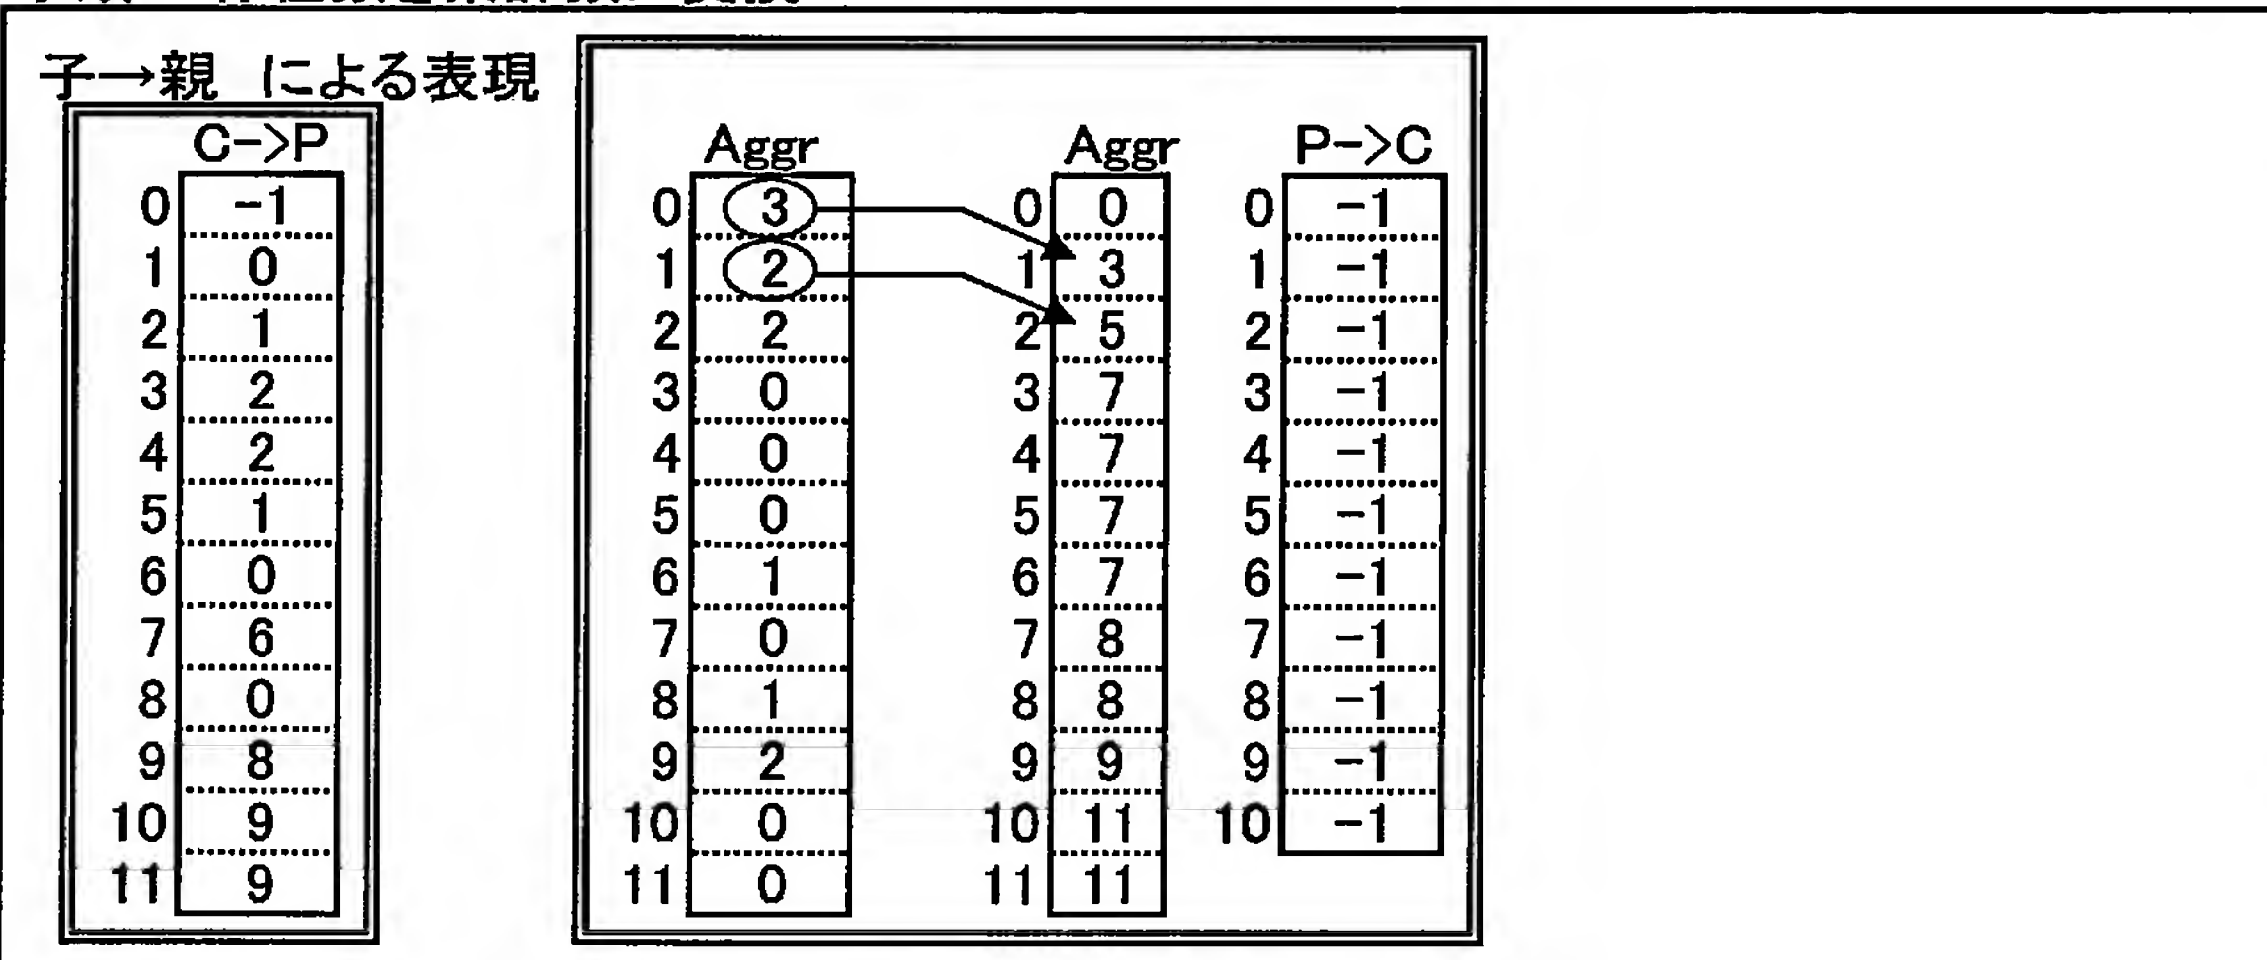 子→親 による表現
C->P Aggr Aggr P->C
0 -1 0 3 0 0 0 -1
1 0 1 2 1 3 1 -1
2 1 2 2 2 5 2 -1
3 2 3 0 3 7 3 -1
4 2 4 0 4 7 4 -1
5 1 5 0 5 7 5 -1
6 0 6 1 6 7 6 -1
7 6 7 0 7 8 7 -1
8 0 8 1 8 8 8 -1
9 8 9 2 9 9 9 -1
10 9 10 0 10 11 10 -1
11 9 11 0 11 11